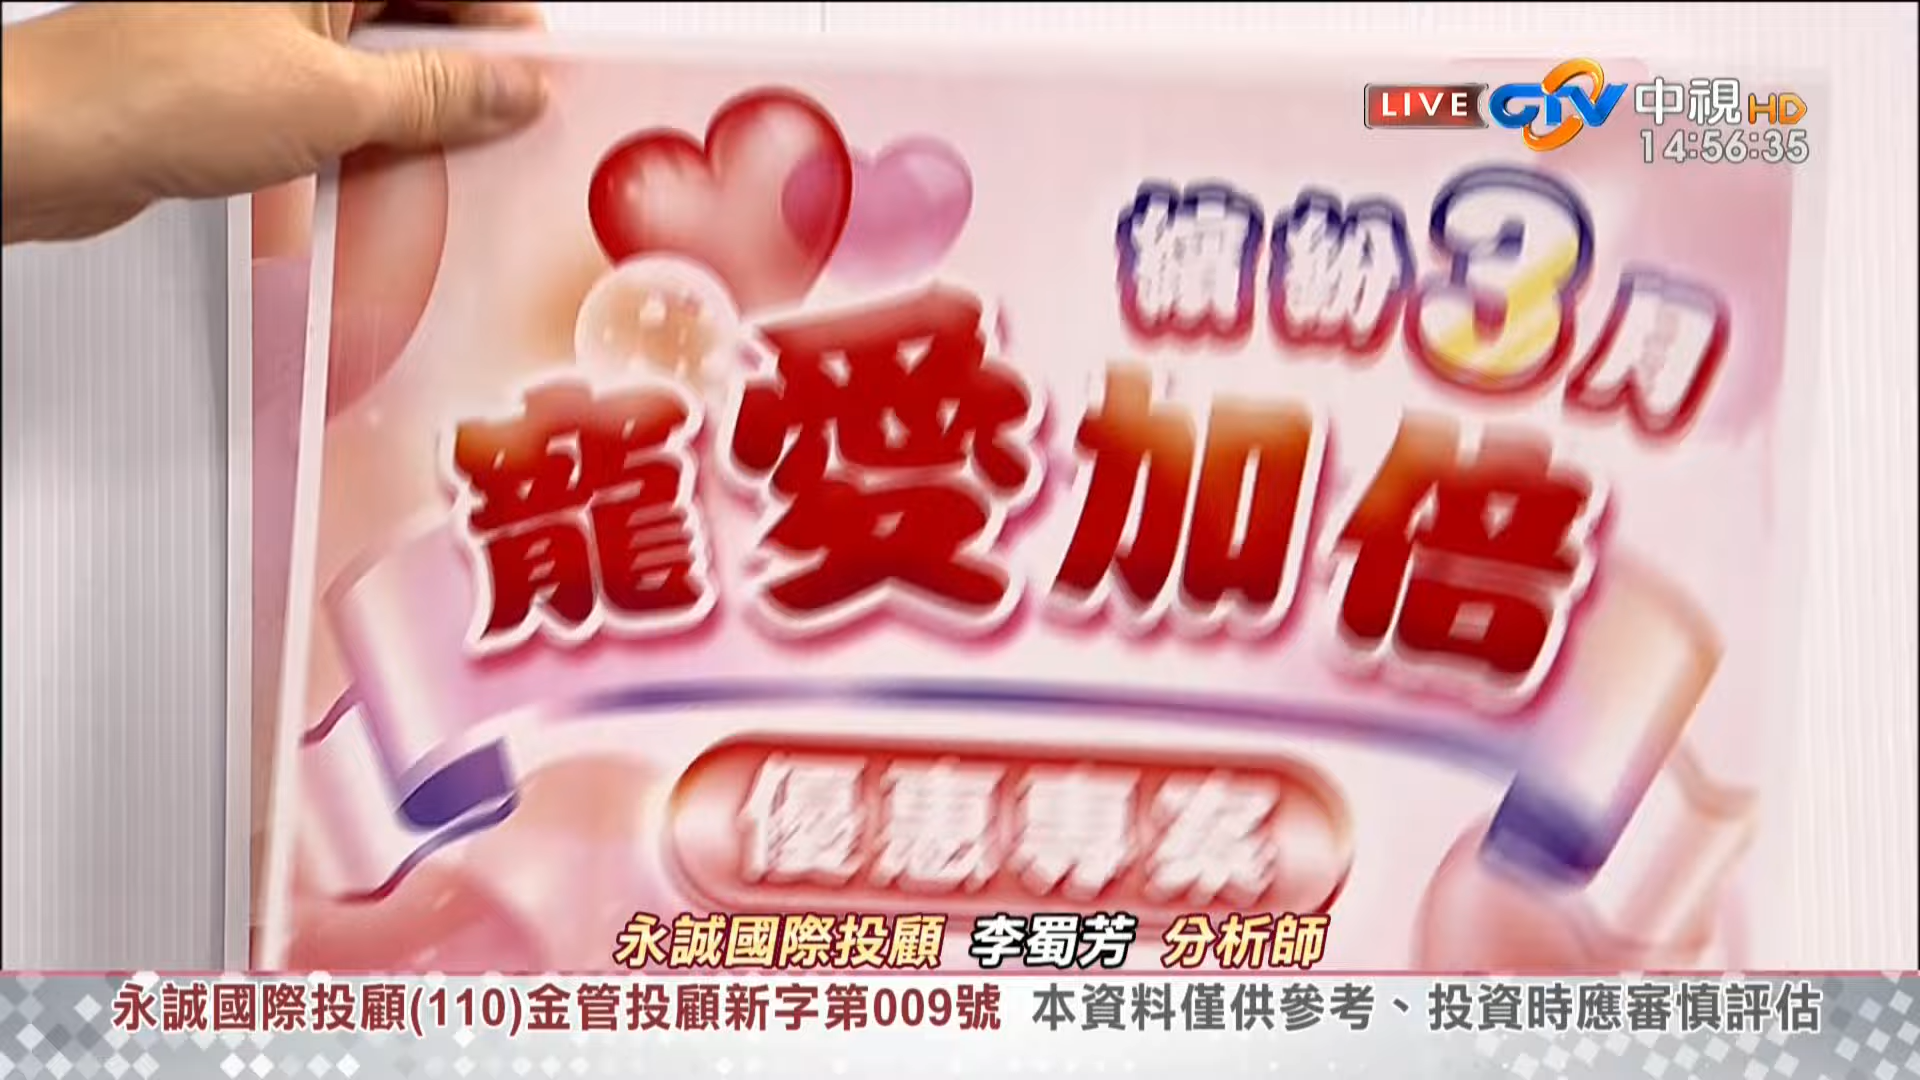 LIVE CTV 中視 HD
14:56:35
繽紛3月
龍愛加倍
優惠專案
永誠國際投顧 李蜀芳 分析師
永誠國際投顧(110)金管投顧新字第009號 本資料僅供參考、投資時應審慎評估